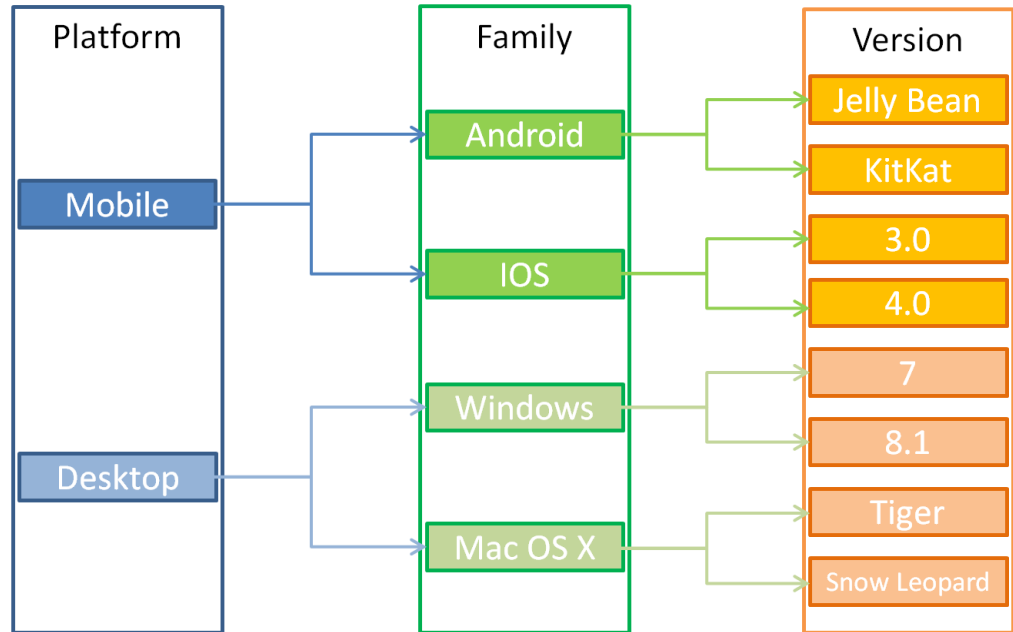 Platform
Family
Version
Mobile
Desktop
Android
IOS
Windows
Mac OS X
Jelly Bean
KitKat
3.0
4.0
7
8.1
Tiger
Snow Leopard